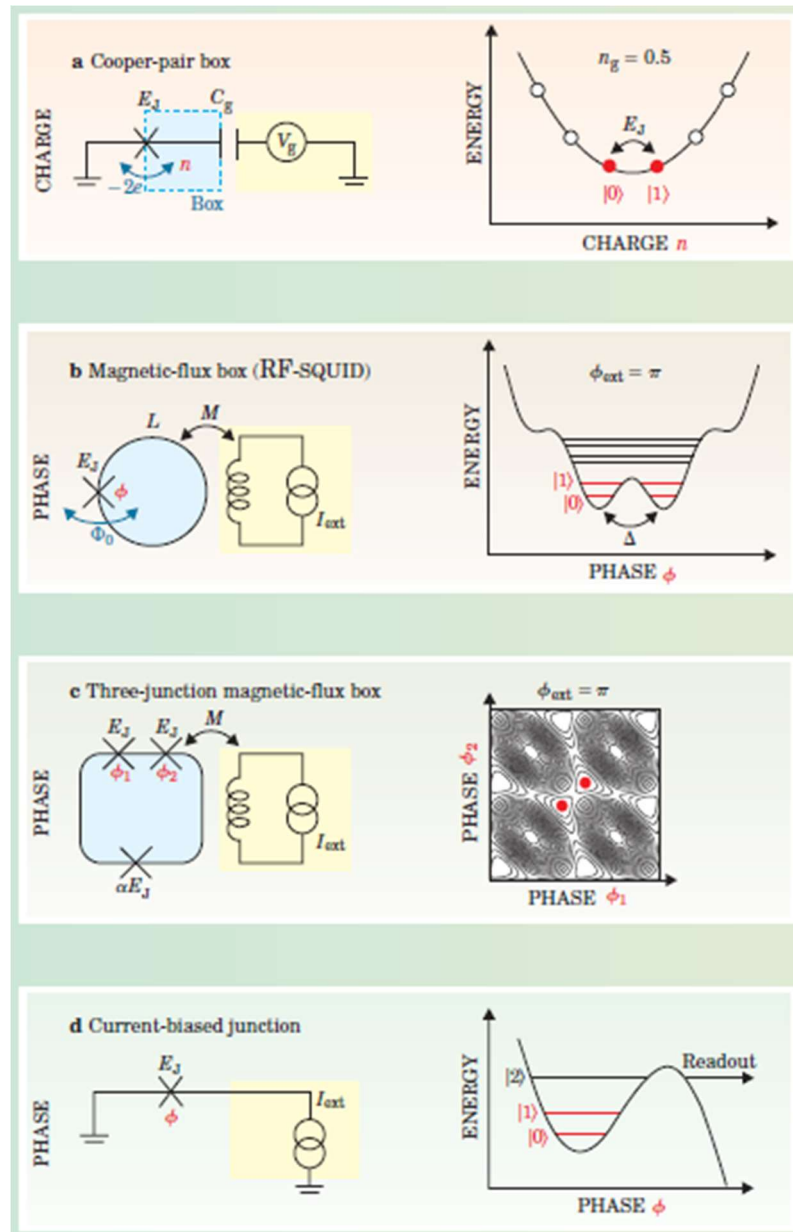 a Cooper-pair box
E_J
C_g
V_g
n
−2e
Box
CHARGE
n_g = 0.5
E_J
|0⟩ |1⟩
ENERGY
CHARGE n
b Magnetic-flux box (RF-SQUID)
L
M
E_J
ϕ
Φ_0
I_ext
PHASE
ϕ_ext = π
|1⟩
|0⟩
Δ
ENERGY
PHASE ϕ
c Three-junction magnetic-flux box
E_J E_J
M
ϕ_1 ϕ_2
I_ext
αE_J
PHASE
ϕ_ext = π
PHASE ϕ_2
PHASE ϕ_1
d Current-biased junction
E_J
ϕ
I_ext
PHASE
Readout
|2⟩
|1⟩
|0⟩
ENERGY
PHASE ϕ